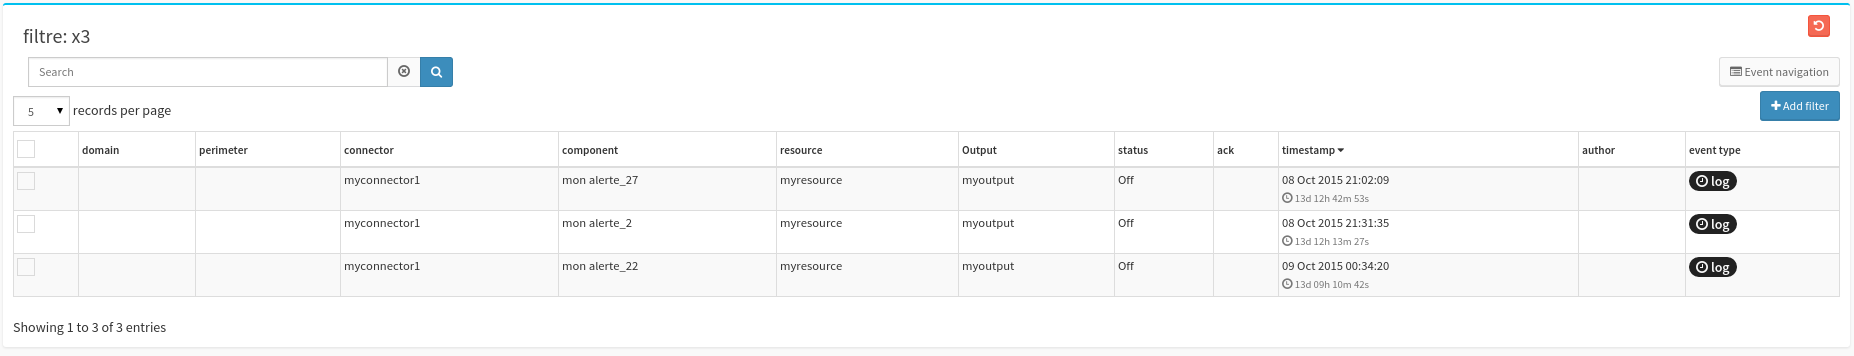 filtre: x3
Search
Event navigation
5 records per page
Add filter
domain perimeter connector component resource Output status ack timestamp author event type
myconnector1 mon alerte_27 myresource myoutput Off 08 Oct 2015 21:02:09 log
13d 12h 42m 53s
myconnector1 mon alerte_2 myresource myoutput Off 08 Oct 2015 21:31:35 log
13d 12h 13m 27s
myconnector1 mon alerte_22 myresource myoutput Off 09 Oct 2015 00:34:20 log
13d 09h 10m 42s
Showing 1 to 3 of 3 entries